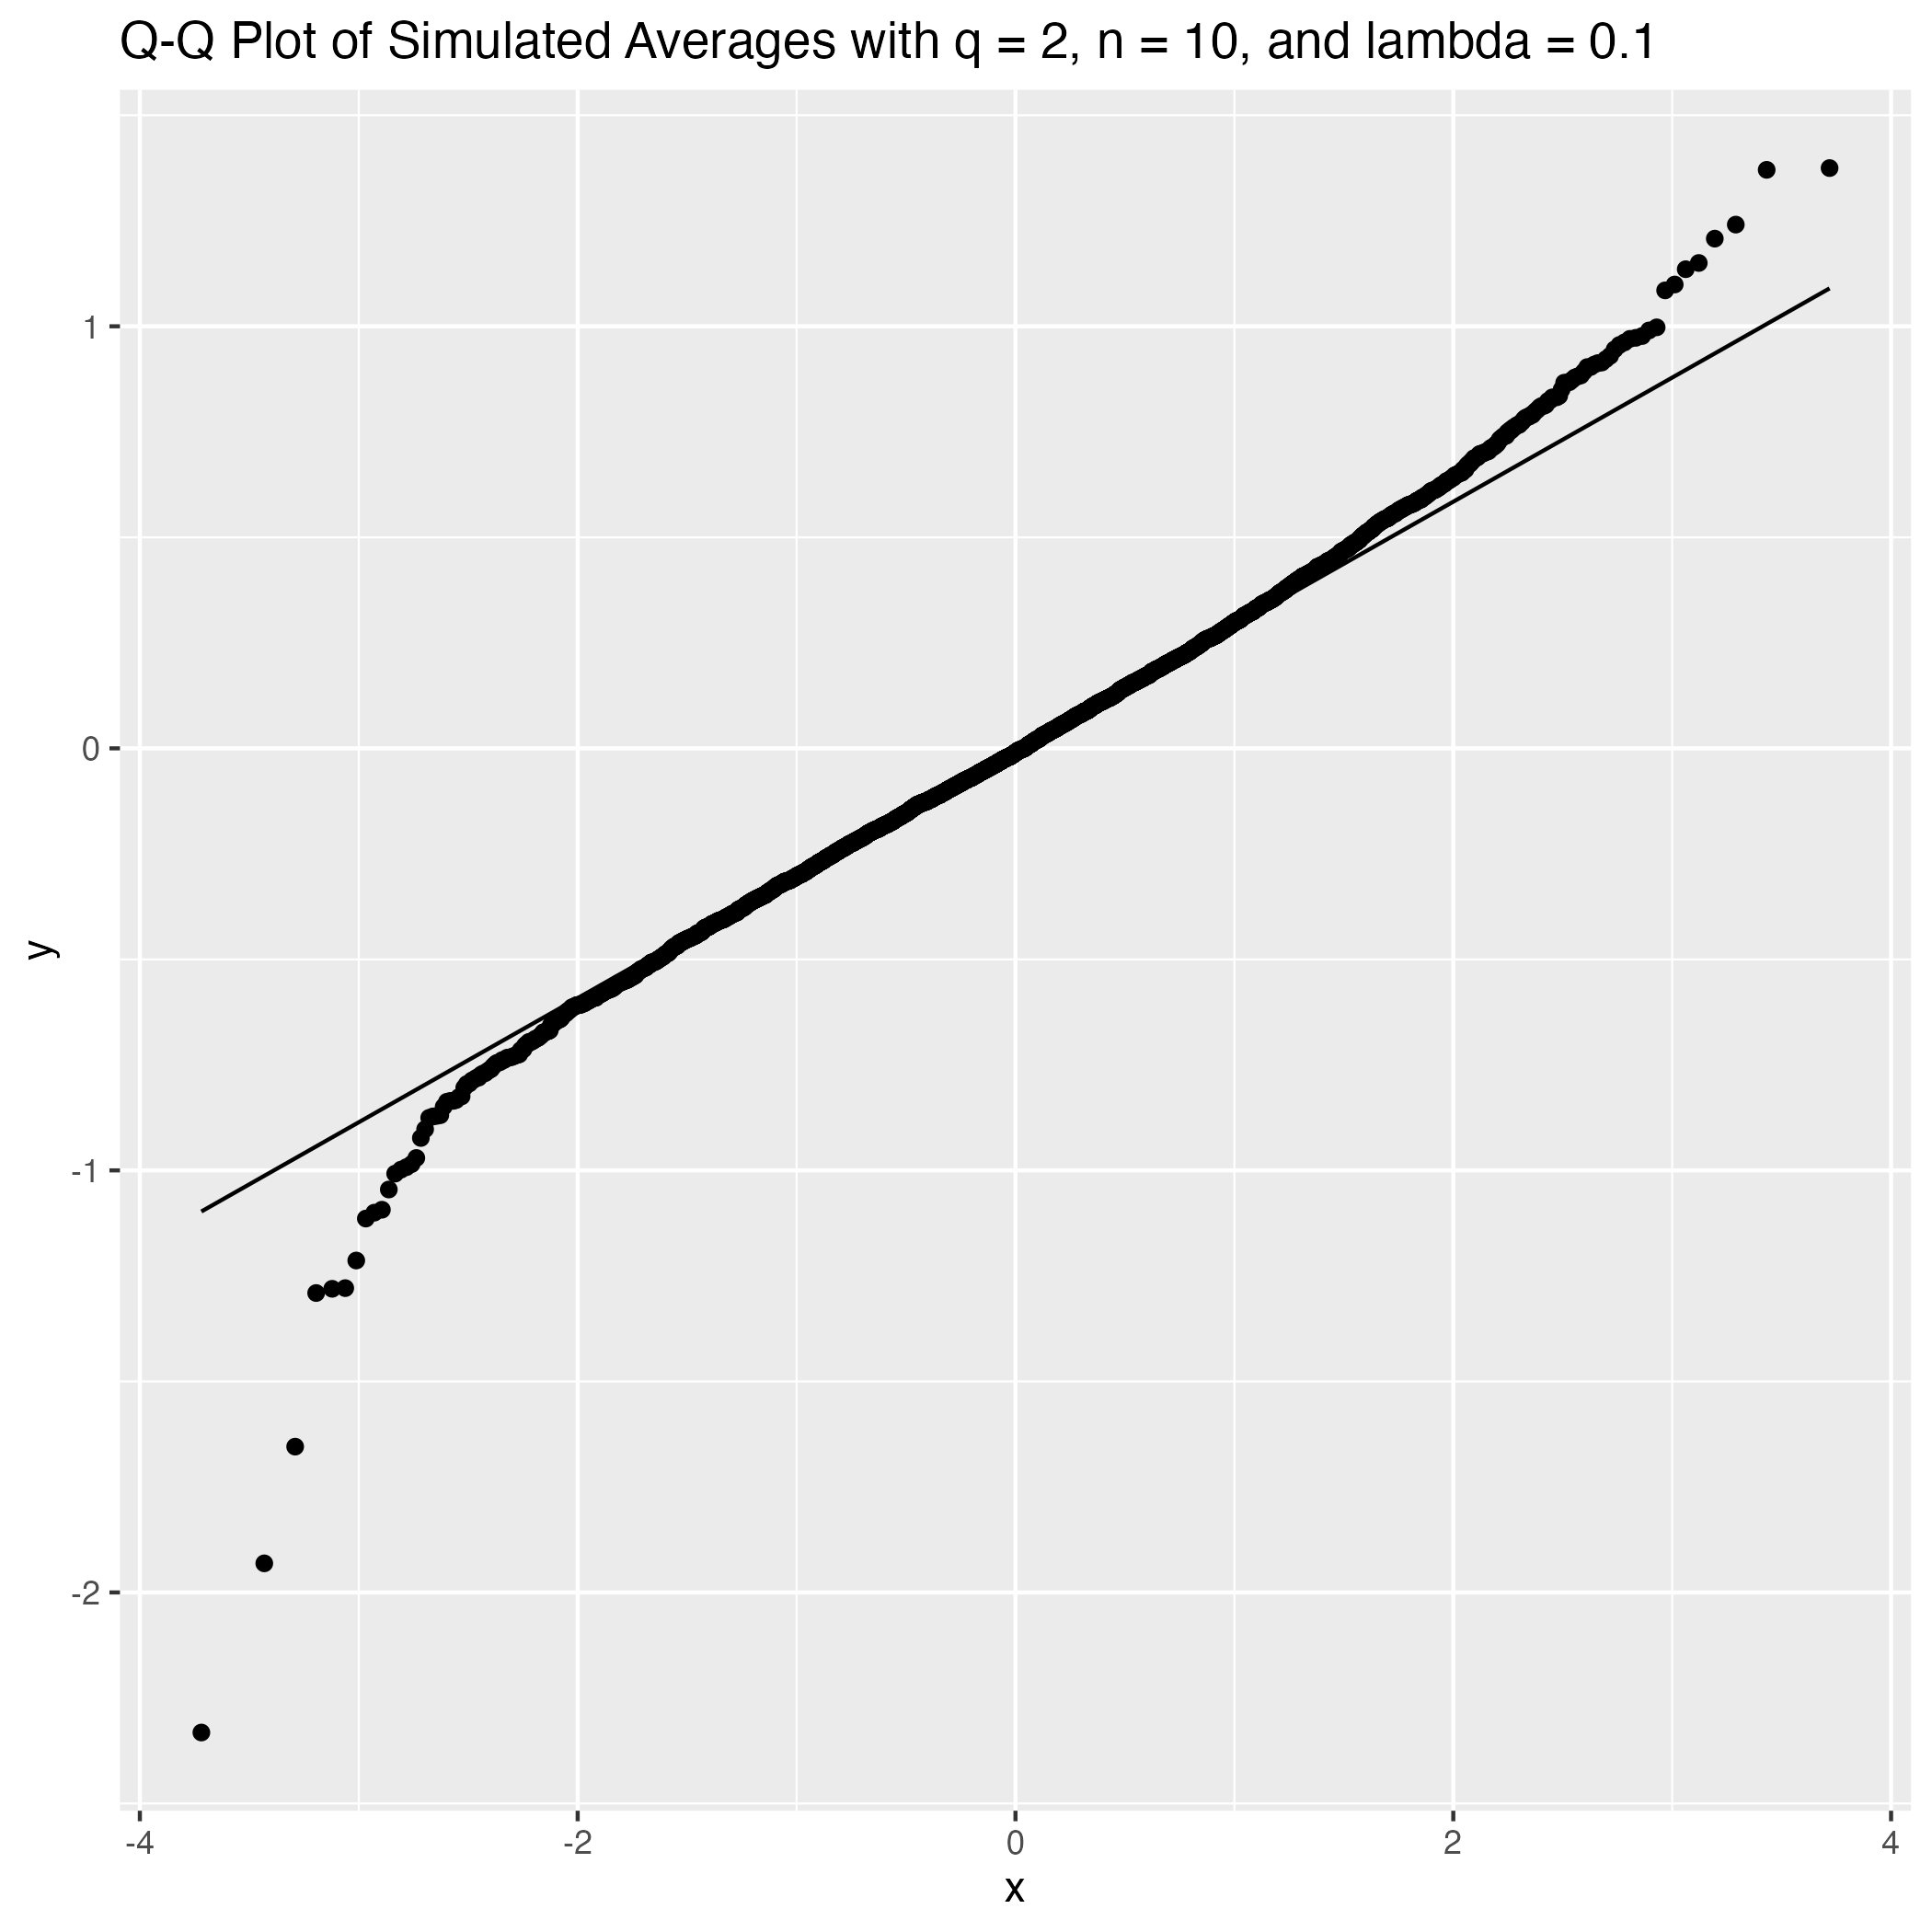 Q-Q Plot of Simulated Averages with q = 2, n = 10, and lambda = 0.1
1
0
-1
-2
y
-4 -2 0 2 4
x